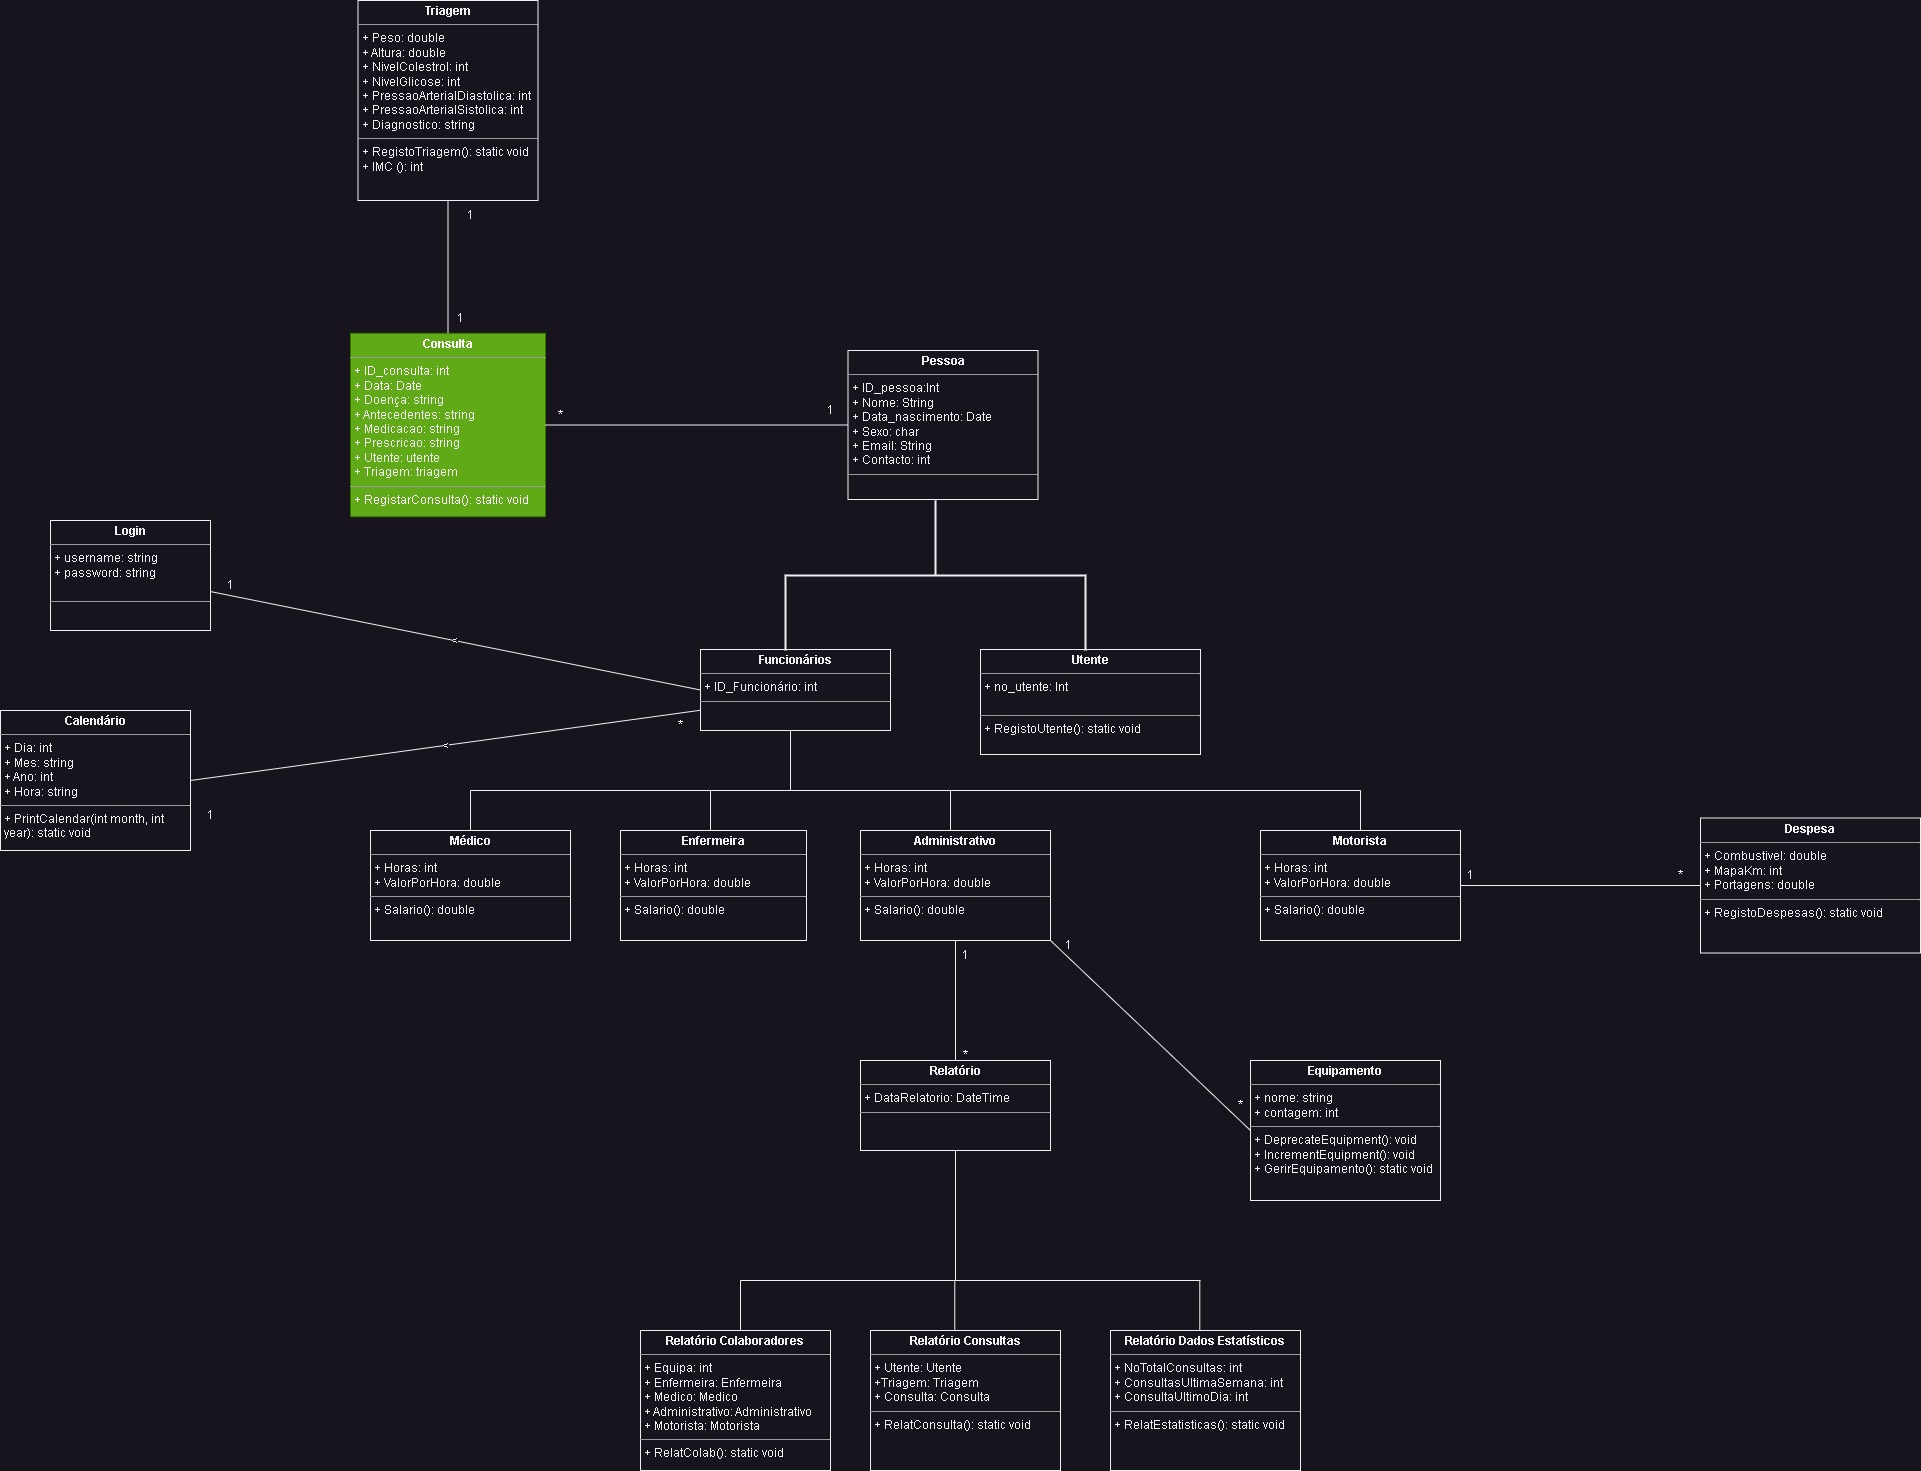 Triagem
+ Peso: double
+ Altura: double
+ NivelColestrol: int
+ NivelGlicose: int
+ PressaoArterialDiastolica: int
+ PressaoArterialSistolica: int
+ Diagnostico: string
+ RegistoTriagem(): static void
+ IMC (): int
1
1
Consulta
+ ID_consulta: int
+ Data: Date
+ Doença: string
+ Antecedentes: string
+ Medicacao: string
+ Prescricao: string
+ Utente: utente
+ Triagem: triagem
+ RegistarConsulta(): static void
*
1
Pessoa
+ ID_pessoa:Int
+ Nome: String
+ Data_nascimento: Date
+ Sexo: char
+ Email: String
+ Contacto: int
Login
+ username: string
+ password: string
1
<
Funcionários
+ ID_Funcionário: int
Utente
+ no_utente: Int
+ RegistoUtente(): static void
*
<
Calendário
+ Dia: int
+ Mes: string
+ Ano: int
+ Hora: string
+ PrintCalendar(int month, int
year): static void
1
Médico
+ Horas: int
+ ValorPorHora: double
+ Salario(): double
Enfermeira
+ Horas: int
+ ValorPorHora: double
+ Salario(): double
Administrativo
+ Horas: int
+ ValorPorHora: double
+ Salario(): double
Motorista
+ Horas: int
+ ValorPorHora: double
+ Salario(): double
1
*
Despesa
+ Combustivel: double
+ MapaKm: int
+ Portagens: double
+ RegistoDespesas(): static void
1
1
*
*
Relatório
+ DataRelatorio: DateTime
Equipamento
+ nome: string
+ contagem: int
+ DeprecateEquipment(): void
+ IncrementEquipment(): void
+ GerirEquipamento(): static void
Relatório Colaboradores
+ Equipa: int
+ Enfermeira: Enfermeira
+ Medico: Medico
+ Administrativo: Administrativo
+ Motorista: Motorista
+ RelatColab(): static void
Relatório Consultas
+ Utente: Utente
+Triagem: Triagem
+ Consulta: Consulta
+ RelatConsulta(): static void
Relatório Dados Estatísticos
+ NoTotalConsultas: int
+ ConsultasUltimaSemana: int
+ ConsultaUltimoDia: int
+ RelatEstatisticas(): static void